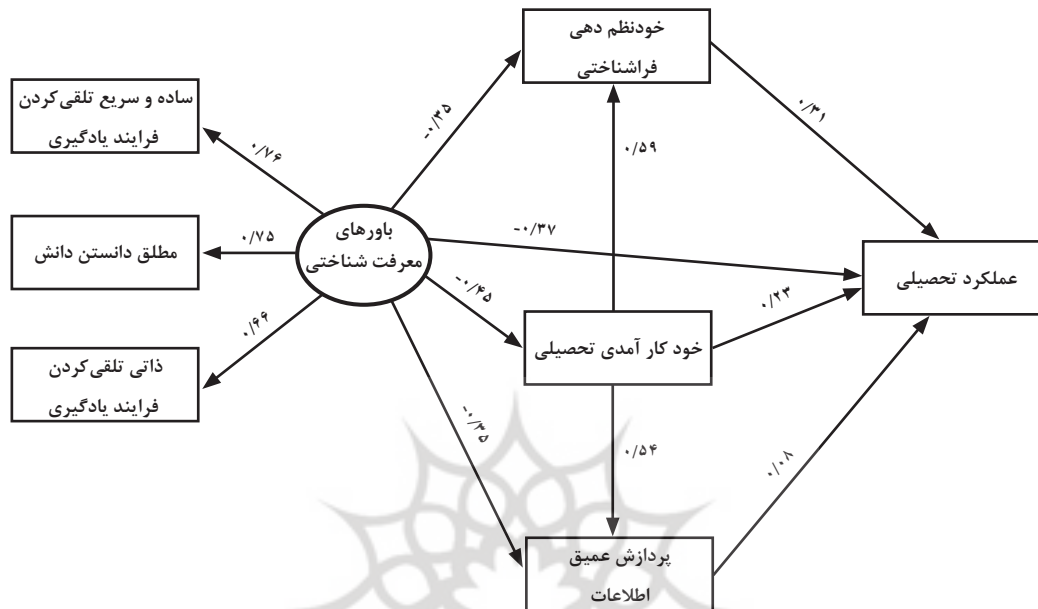 خودنظم دهی
فراشناختی
ساده و سریع تلقی‌کردن
فرایند یادگیری
-۰/۳۵
۰/۳۱
۰/۷۶
۰/۵۹
باورهای
معرفت شناختی
مطلق دانستن دانش
۰/۷۵
-۰/۳۷
عملکرد تحصیلی
-۰/۴۵
۰/۲۳
۰/۶۶
خود کار آمدی تحصیلی
ذاتی تلقی‌کردن
فرایند یادگیری
-۰/۳۵
۰/۵۴
۰/۰۸
پردازش عمیق
اطلاعات